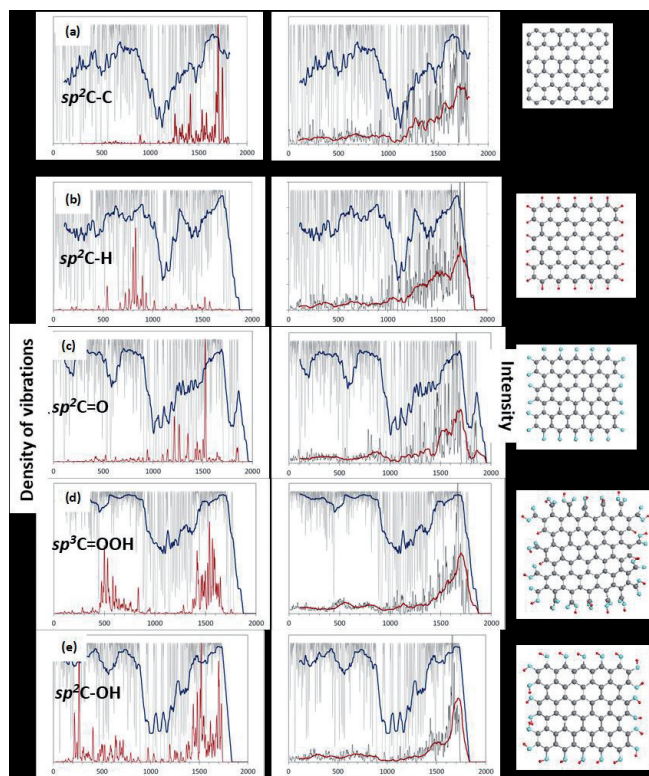 (a)
sp²C-C
0 500 1000 1500 2000
0 500 1000 1500 2000
(b)
sp²C-H
0 500 1000 1500 2000
0 500 1000 1500 2000
(c)
sp²C=O
0 500 1000 1500 2000
0 500 1000 1500 2000
Density of vibrations
Intensity
(d)
sp³C=OOH
0 500 1000 1500 2000
0 500 1000 1500 2000
(e)
sp²C-OH
0 500 1000 1500 2000
0 500 1000 1500 2000